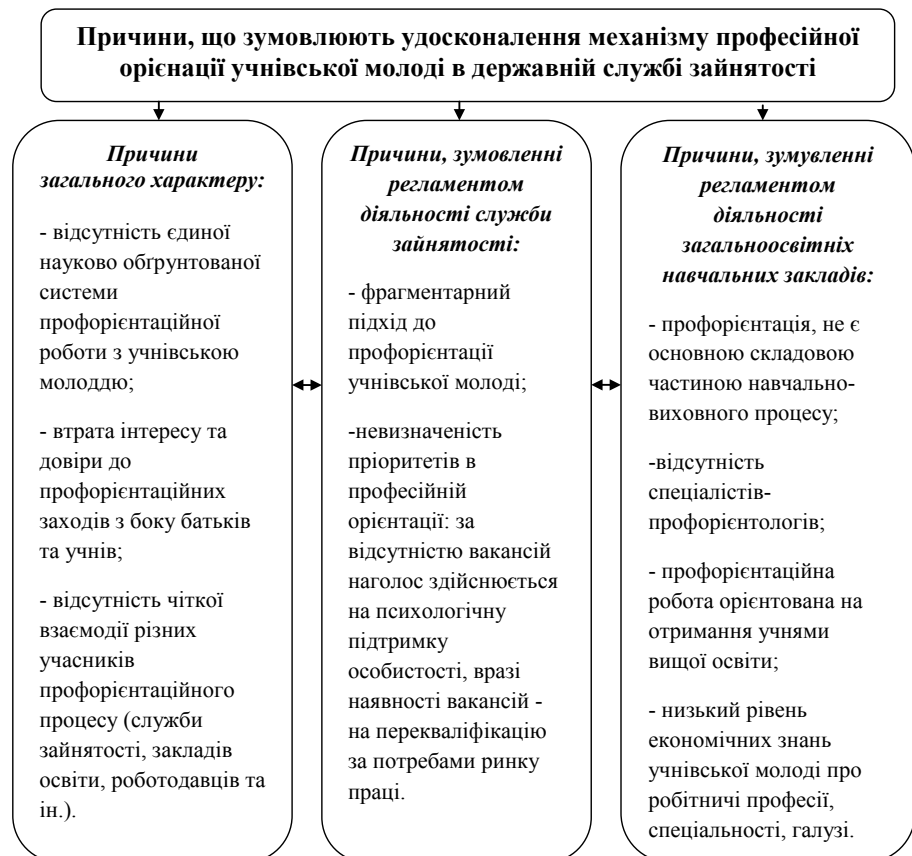 Причини, що зумовлюють удосконалення механізму професійної
орієнації учнівської молоді в державній службі зайнятості
Причини
загального характеру:
- відсутність єдиної
науково обґрунтованої
системи
профорієнтаційної
роботи з учнівською
молоддю;
- втрата інтересу та
довіри до
профорієнтаційних
заходів з боку батьків
та учнів;
- відсутність чіткої
взаємодії різних
учасників
профорієнтаційного
процесу (служби
зайнятості, закладів
освіти, роботодавців та
ін.).
Причини, зумовленні
регламентом
діяльності служби
зайнятості:
- фрагментарний
підхід до
профорієнтації
учнівської молоді;
-невизначеність
пріоритетів в
професійній
орієнтації: за
відсутністю вакансій
наголос здійснюється
на психологічну
підтримку
особистості, вразі
наявності вакансій -
на перекваліфікацію
за потребами ринку
праці.
Причини, зумувленні
регламентом
діяльності
загальноосвітніх
навчальних закладів:
- профорієнтація, не є
основною складовою
частиною навчально-
виховного процесу;
-відсутність
спеціалістів-
профорієнтологів;
- профорієнтаційна
робота орієнтована на
отримання учнями
вищої освіти;
- низький рівень
економічних знань
учнівської молоді про
робітничі професії,
спеціальності, галузі.